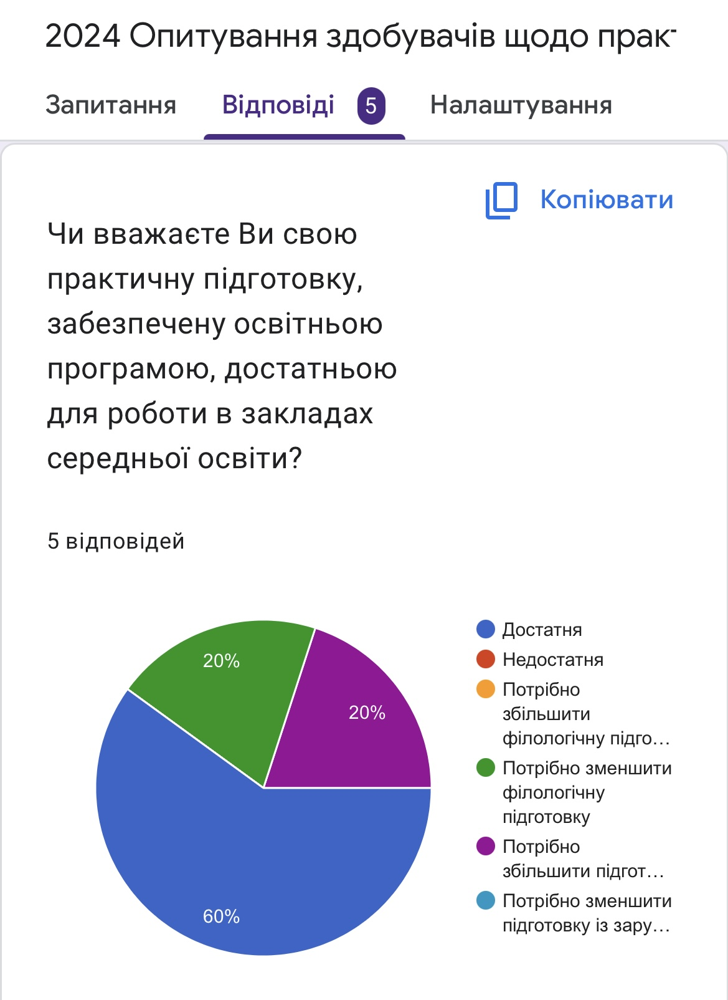 2024 Опитування здобувачів щодо прак
Запитання
Відповіді 5
Налаштування
Копіювати
Чи вважаєте Ви свою
практичну підготовку,
забезпечену освітньою
програмою, достатньою
для роботи в закладах
середньої освіти?
5 відповідей
20%
20%
60%
Достатня
Недостатня
Потрібно
збільшити
філологічну підго...
Потрібно зменшити
філологічну
підготовку
Потрібно
збільшити підгот...
Потрібно зменшити
підготовку із зару...